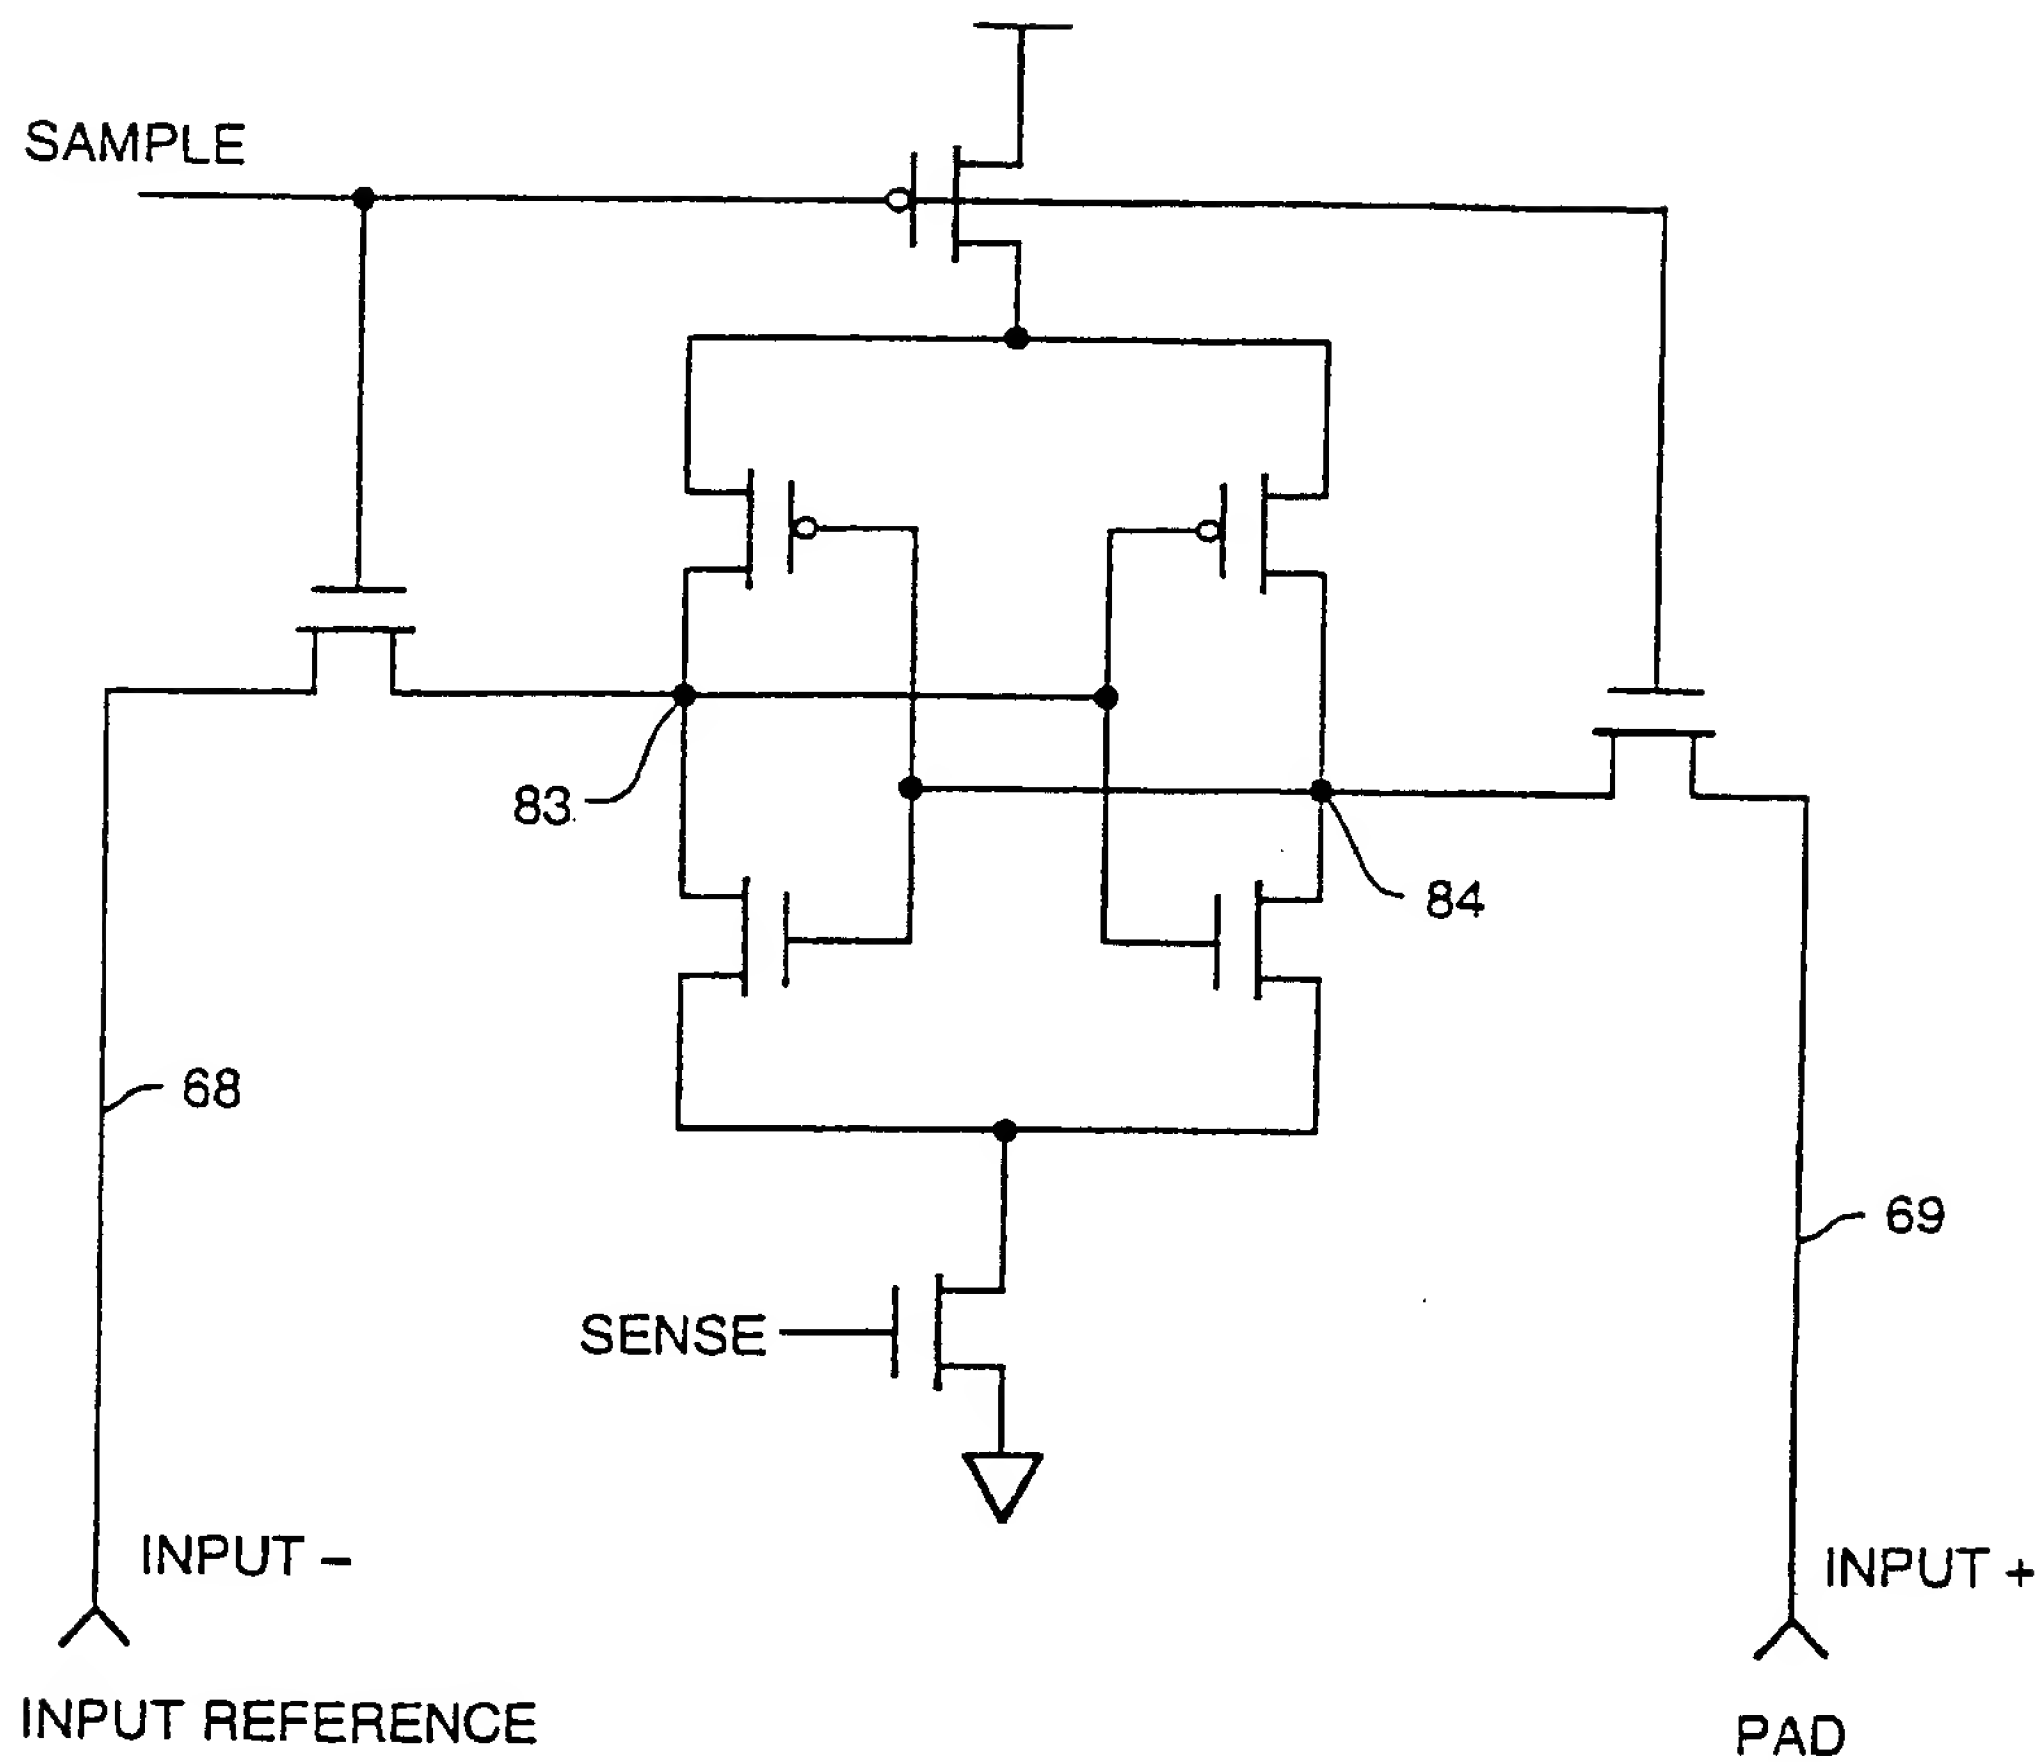 SAMPLE
83
84
68
69
SENSE
INPUT –
INPUT +
INPUT REFERENCE
PAD